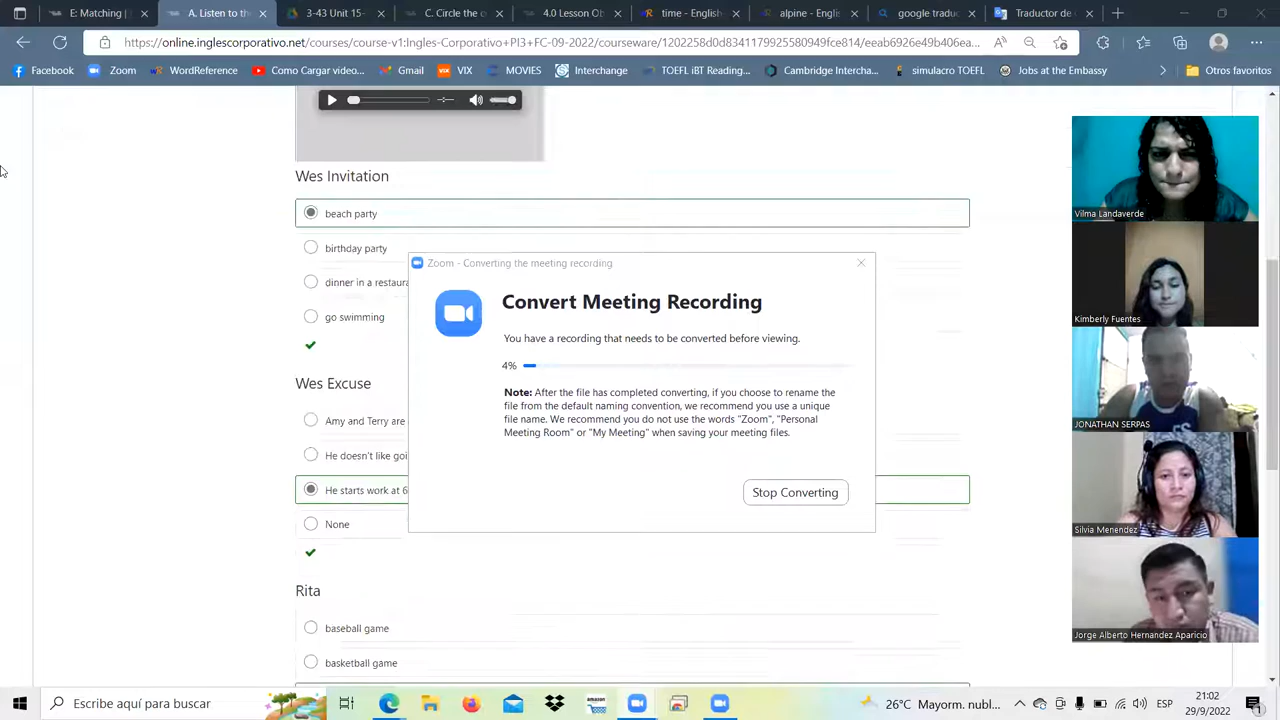 E: Matching |
A. Listen to the
3-43 Unit 15
C. Circle the c
4.0 Lesson O
time - English
alpine - Engl
google traduc
Traductor de
https://online.inglescorporativo.net/courses/course-v1:Ingles-Corporativo+PI3+FC-09-2022/courseware/1202258d0d8341179925580949fce814/eeab6926e49b406ea...
Facebook
Zoom
WordReference
Como Cargar video...
Gmail
VIX
MOVIES
Interchange
TOEFL iBT Reading...
Cambridge Intercha...
simulacro TOEFL
Jobs at the Embassy
Otros favoritos
Wes Invitation
beach party
birthday party
dinner in a restaura
go swimming
Wes Excuse
Amy and Terry are
He doesn't like goi
He starts work at 6
None
Rita
baseball game
basketball game
Zoom - Converting the meeting recording
Convert Meeting Recording
You have a recording that needs to be converted before viewing.
4%
Note: After the file has completed converting, if you choose to rename the
file from the default naming convention, we recommend you use a unique
file name. We recommend you do not use the words "Zoom", "Personal
Meeting Room" or "My Meeting" when saving your meeting files.
Stop Converting
Vilma Landaverde
Kimberly Fuentes
JONATHAN SERPAS
Silvia Menendez
Jorge Alberto Hernandez Aparicio
Escribe aquí para buscar
amazon
26°C Mayorm. nubl...
ESP
21:02
29/9/2022
1